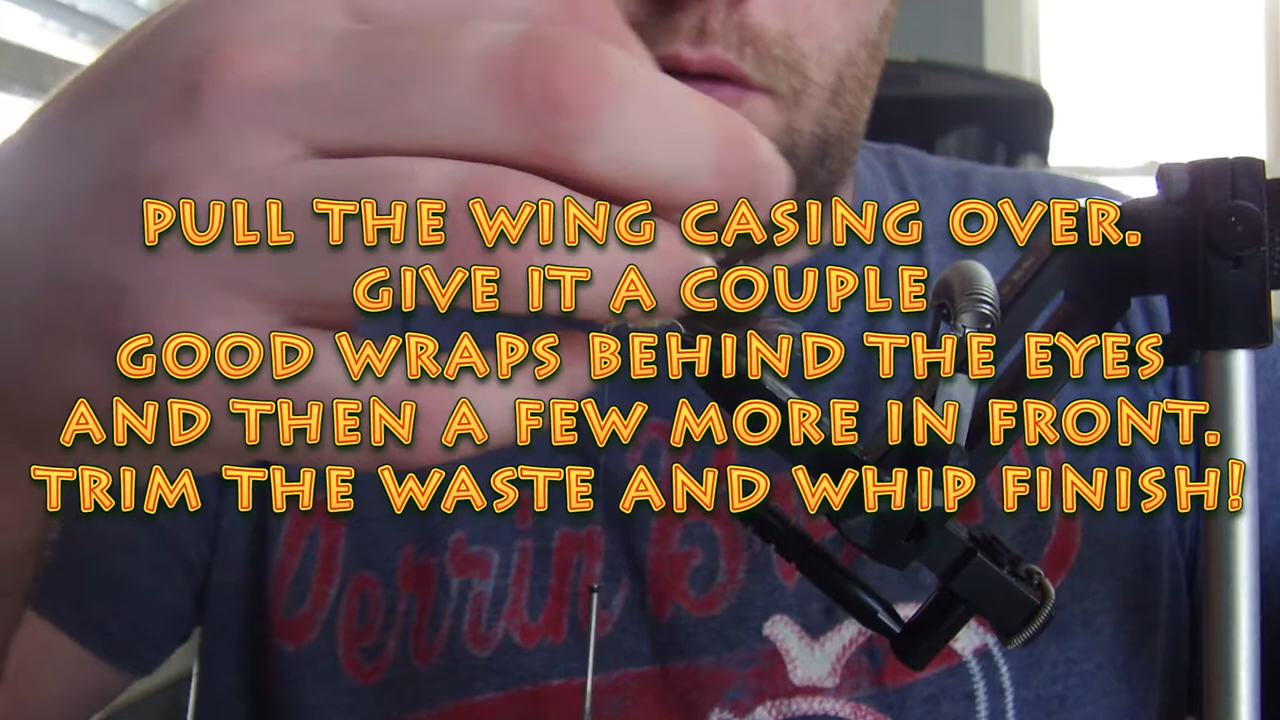 PULL THE WING CASING OVER.
GIVE IT A COUPLE
GOOD WRAPS BEHIND THE EYES
AND THEN A FEW MORE IN FRONT.
TRIM THE WASTE AND WHIP FINISH!
Perrin